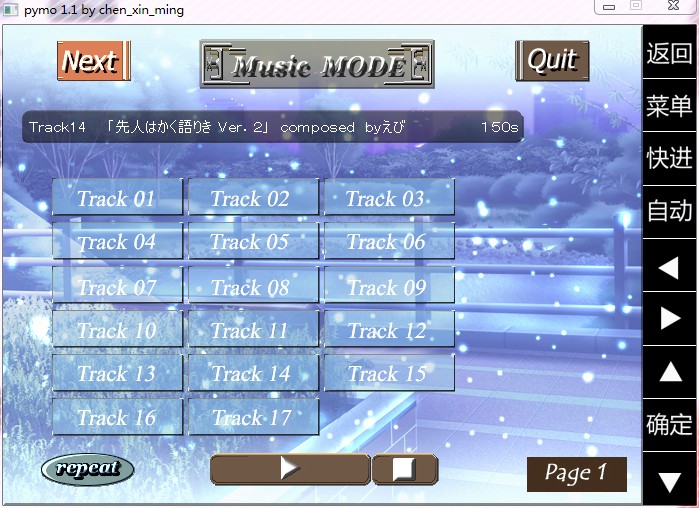 pymo 1.1 by chen_xin_ming
Next
Music MODE
Quit
Track14 「先人はかく語りき Ver. 2」 composed byえび 150s
Track 01 Track 02 Track 03
Track 04 Track 05 Track 06
Track 07 Track 08 Track 09
Track 10 Track 11 Track 12
Track 13 Track 14 Track 15
Track 16 Track 17
repeat
Page 1
返回
菜单
快进
自动
确定